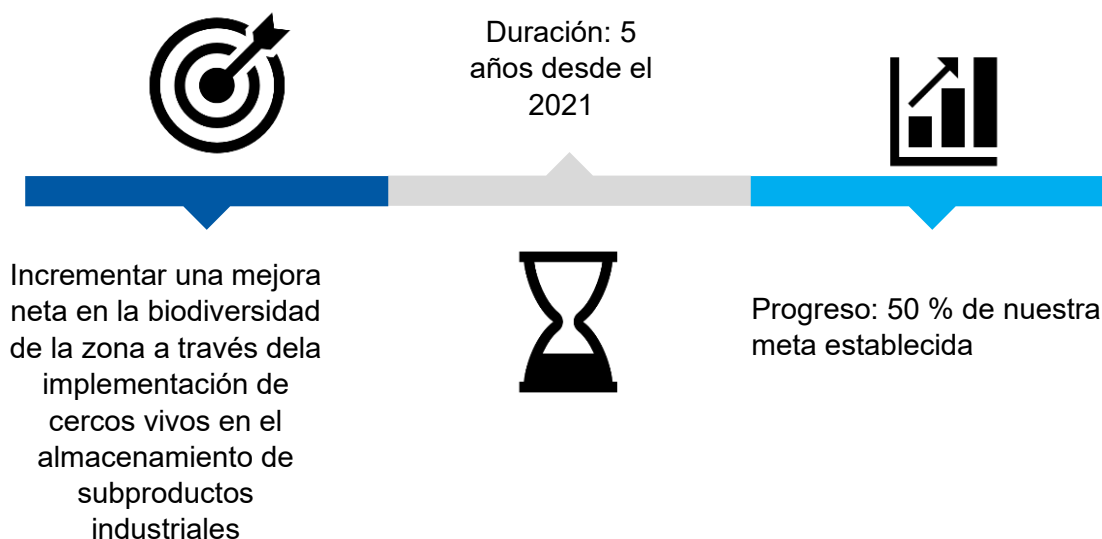 Duración: 5
años desde el
2021
Incrementar una mejora
neta en la biodiversidad
de la zona a través dela
implementación de
cercos vivos en el
almacenamiento de
subproductos
industriales
Progreso: 50 % de nuestra
meta establecida